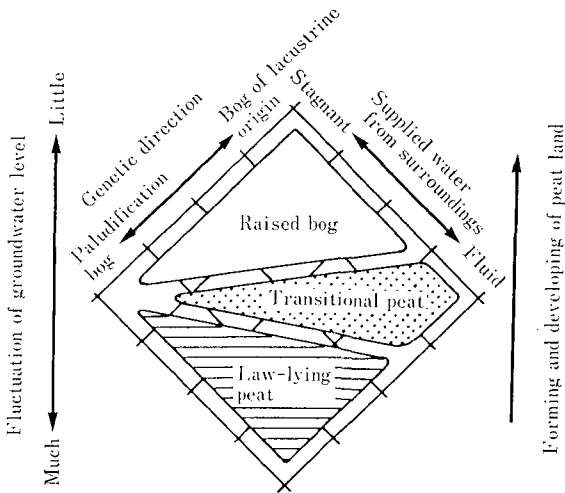 Fluctuation of groundwater level
Little
Much
Genetic direction
Paludification
bog
Bog of lacustrine
origin
Stagnant
Supplied water
from surroundings
Fluid
Raised bog
Transitional peat
Law-lying
peat
Forming and developing of peat land